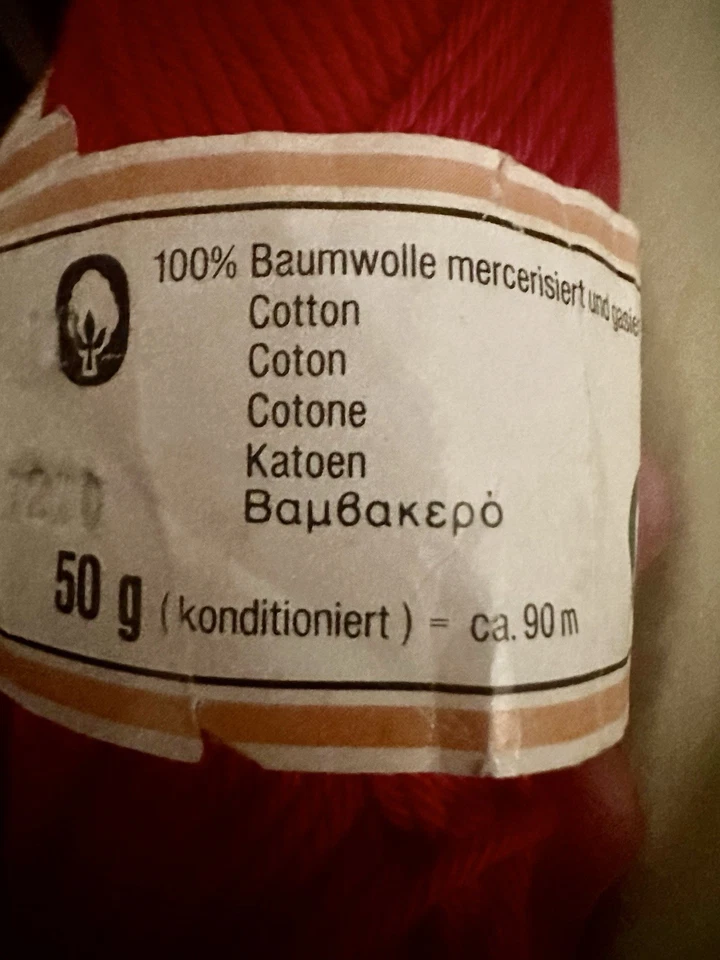 100% Baumwolle mercerisiert und
Cotton
Coton
Cotone
Katoen
Βαμβακερό
50 g (konditioniert) = ca. 90 m